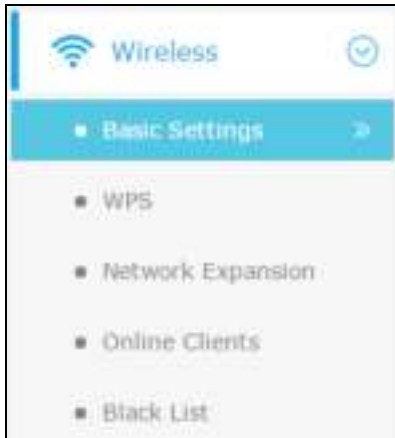 Wireless
Basic Settings
WPS
Network Expansion
Online Clients
Black List